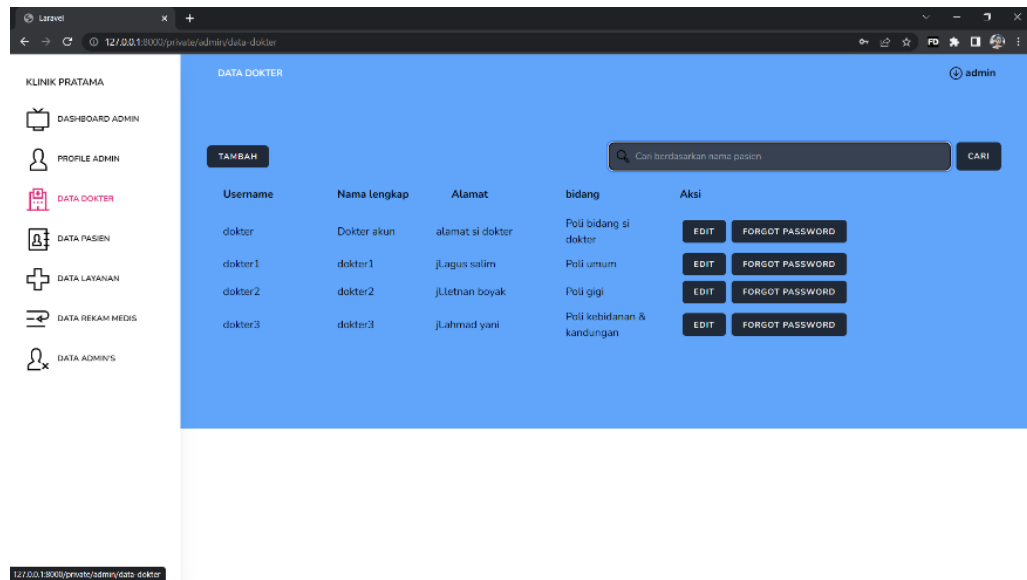 Laravel
127.0.0.1:8000/private/admin/data-dokter
FD
KLINIK PRATAMA
DASHBOARD ADMIN
PROFILE ADMIN
DATA DOKTER
DATA PASIEN
DATA LAYANAN
DATA REKAM MEDIS
DATA ADMIN'S
DATA DOKTER
admin
TAMBAH
Cari berdasarkan nama pasien
CARI
Username Nama lengkap Alamat bidang Aksi
dokter Dokter akun alamat si dokter Poli bidang si dokter EDIT FORGOT PASSWORD
dokter1 dokter1 jl.agus salim Poli umum EDIT FORGOT PASSWORD
dokter2 dokter2 jl.letnan boyak Poli gigi EDIT FORGOT PASSWORD
dokter3 dokter3 jl.ahmad yani Poli kebidanan & kandungan EDIT FORGOT PASSWORD
127.0.0.1:8000/private/admin/data-dokter